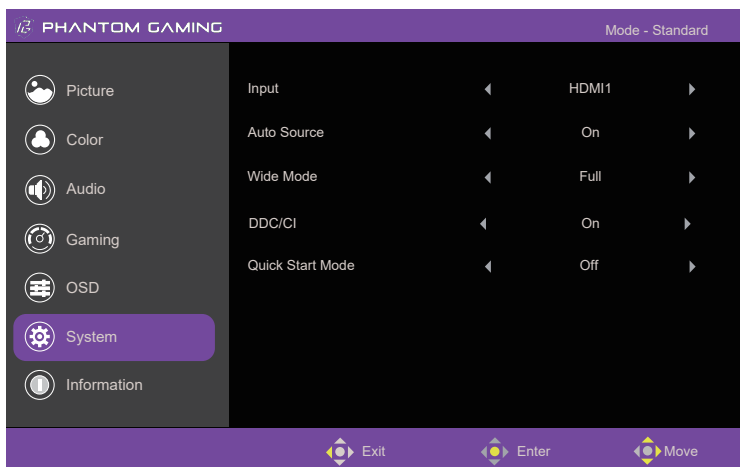 PHANTOM GAMING
Mode - Standard
Picture
Color
Audio
Gaming
OSD
System
Information
Input HDMI1
Auto Source On
Wide Mode Full
DDC/CI On
Quick Start Mode Off
Exit Enter Move